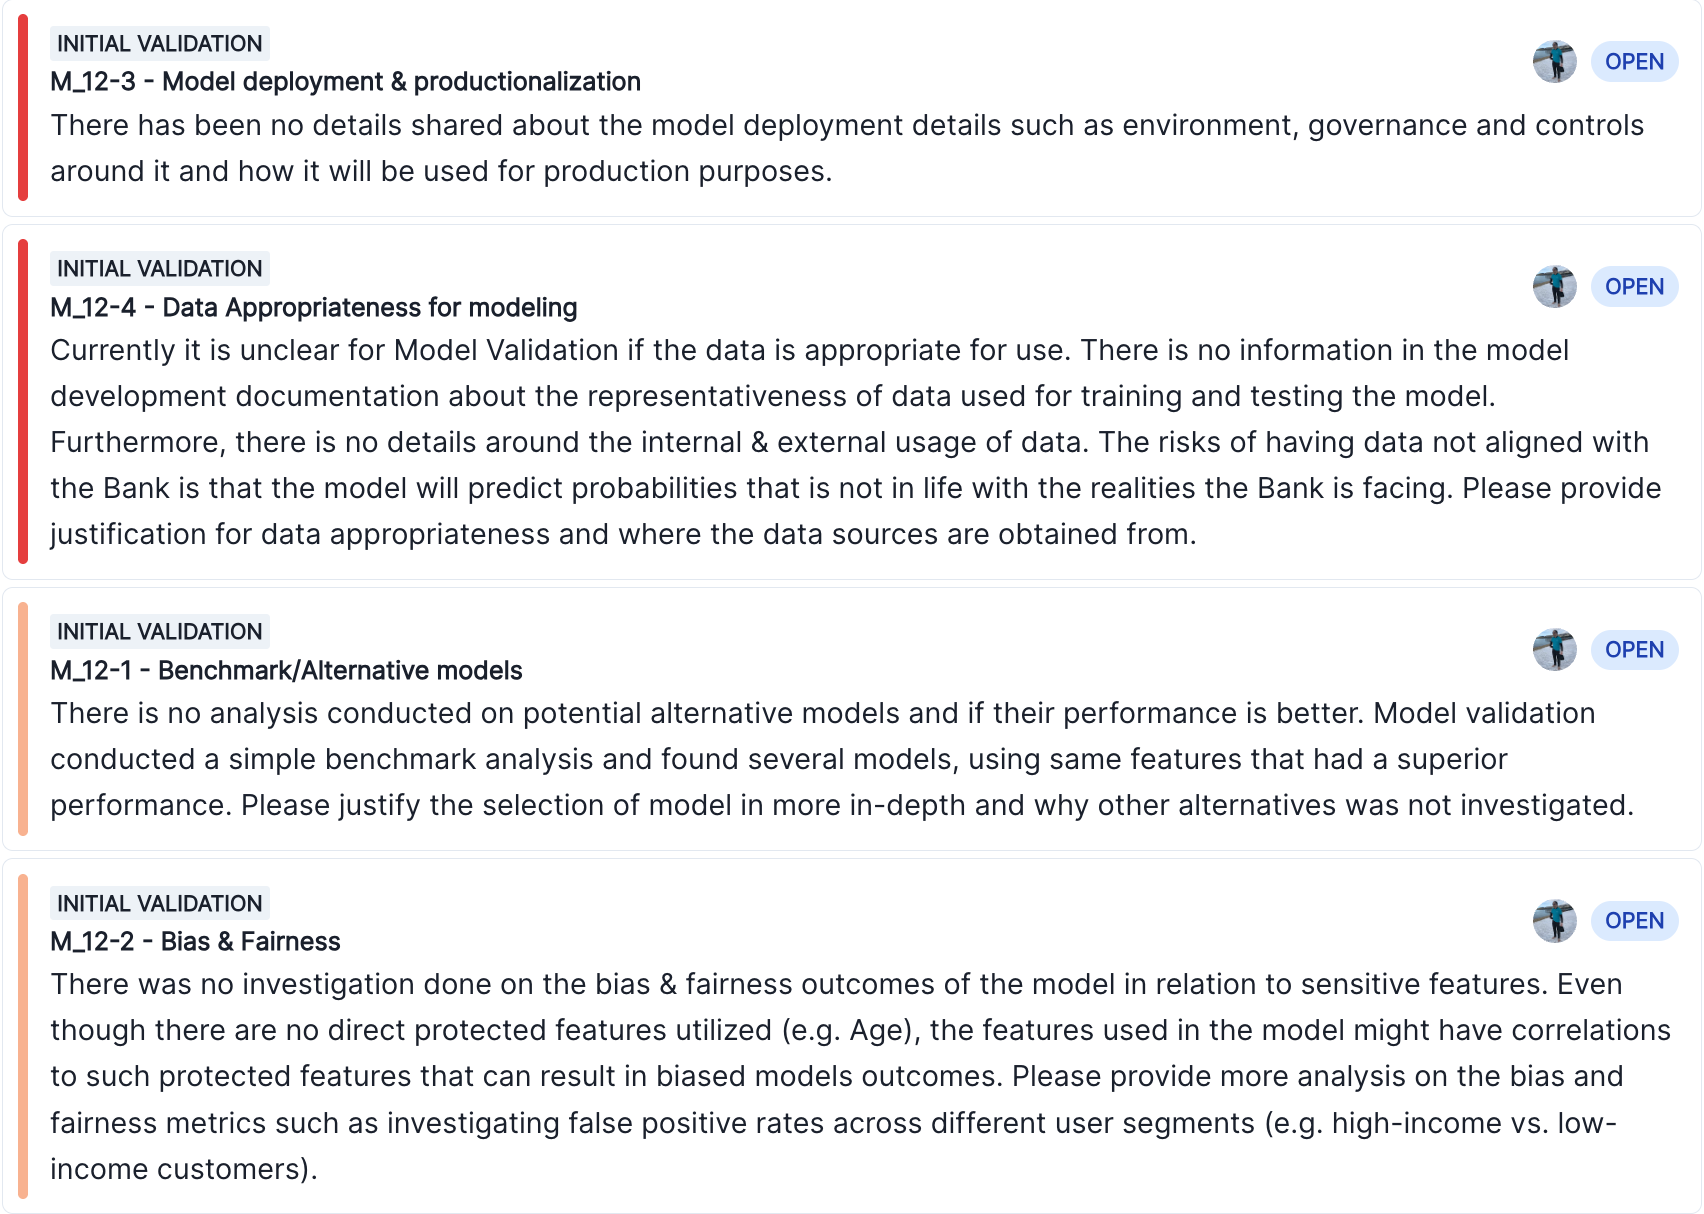 INITIAL VALIDATION
M_12-3 - Model deployment & productionalization
OPEN
There has been no details shared about the model deployment details such as environment, governance and controls
around it and how it will be used for production purposes.
INITIAL VALIDATION
M_12-4 - Data Appropriateness for modeling
OPEN
Currently it is unclear for Model Validation if the data is appropriate for use. There is no information in the model
development documentation about the representativeness of data used for training and testing the model.
Furthermore, there is no details around the internal & external usage of data. The risks of having data not aligned with
the Bank is that the model will predict probabilities that is not in life with the realities the Bank is facing. Please provide
justification for data appropriateness and where the data sources are obtained from.
INITIAL VALIDATION
M_12-1 - Benchmark/Alternative models
OPEN
There is no analysis conducted on potential alternative models and if their performance is better. Model validation
conducted a simple benchmark analysis and found several models, using same features that had a superior
performance. Please justify the selection of model in more in-depth and why other alternatives was not investigated.
INITIAL VALIDATION
M_12-2 - Bias & Fairness
OPEN
There was no investigation done on the bias & fairness outcomes of the model in relation to sensitive features. Even
though there are no direct protected features utilized (e.g. Age), the features used in the model might have correlations
to such protected features that can result in biased models outcomes. Please provide more analysis on the bias and
fairness metrics such as investigating false positive rates across different user segments (e.g. high-income vs. low-
income customers).